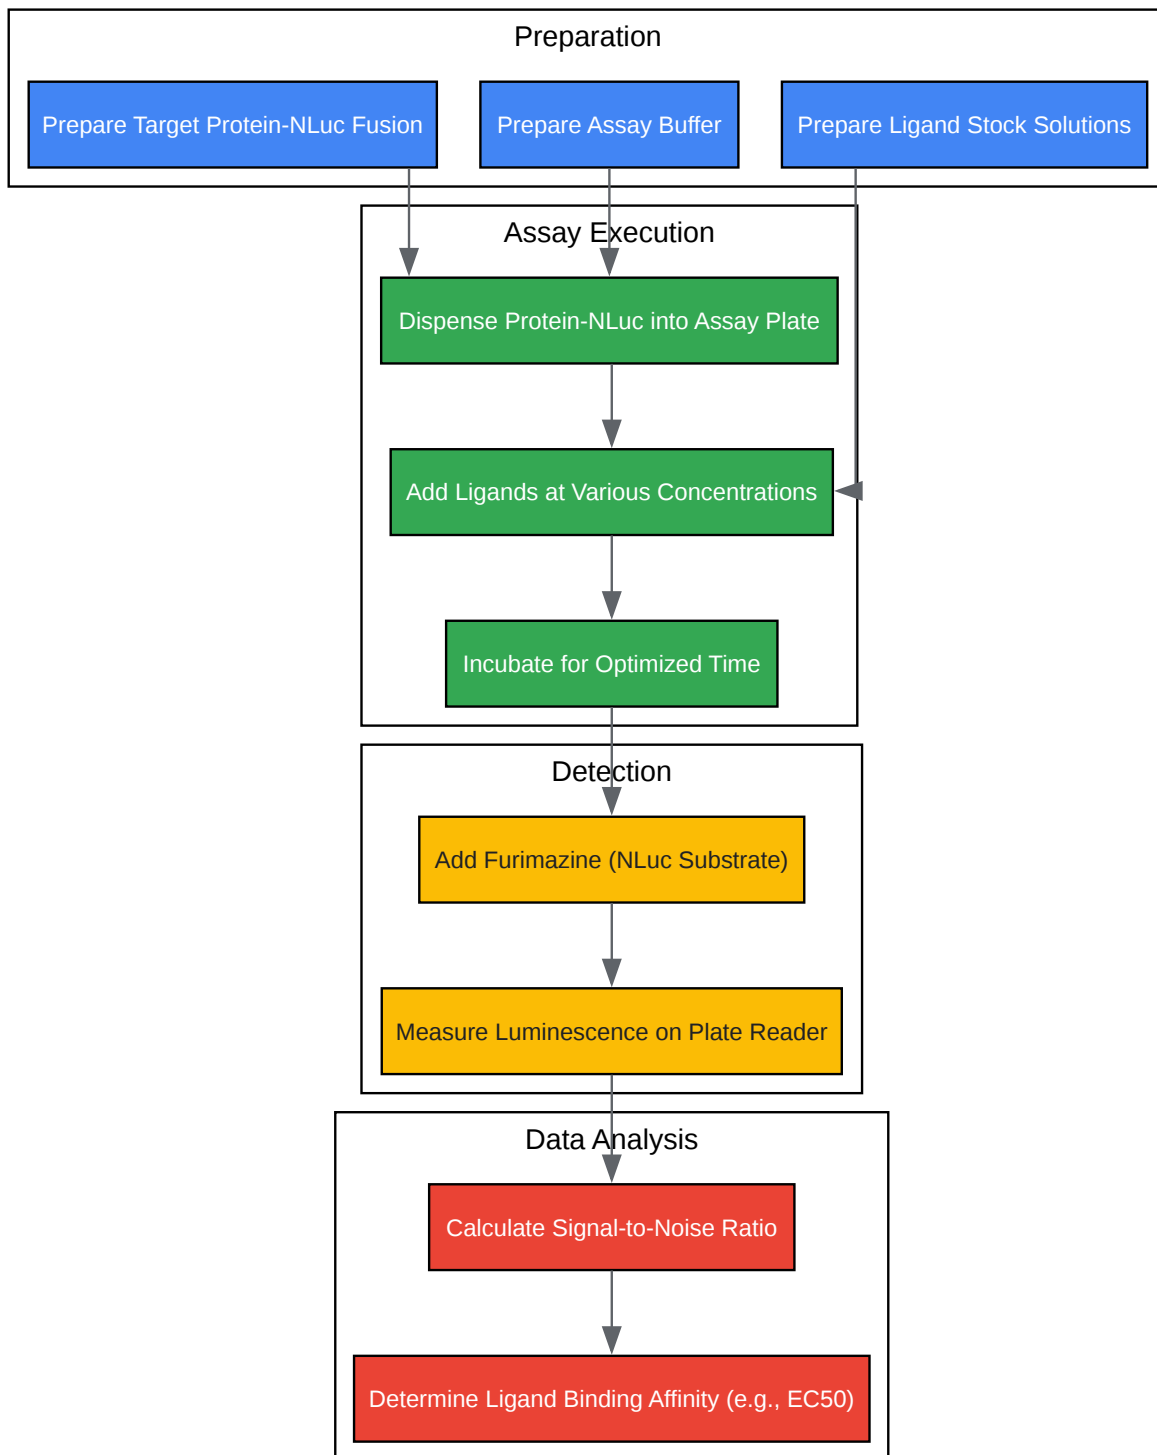 Preparation
Prepare Target Protein-NLuc Fusion
Prepare Assay Buffer
Prepare Ligand Stock Solutions
Assay Execution
Dispense Protein-NLuc into Assay Plate
Add Ligands at Various Concentrations
Incubate for Optimized Time
Detection
Add Furimazine (NLuc Substrate)
Measure Luminescence on Plate Reader
Data Analysis
Calculate Signal-to-Noise Ratio
Determine Ligand Binding Affinity (e.g., EC50)